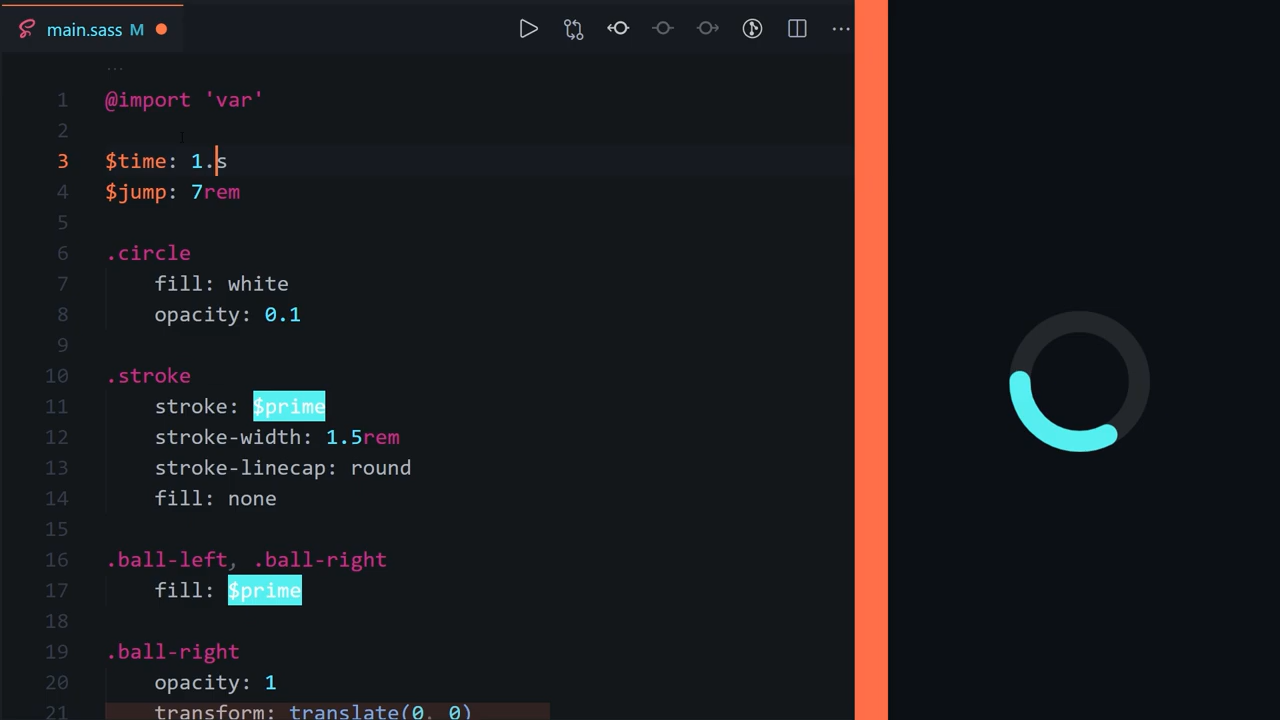 main.sass M
...
1 @import 'var'
2
3 $time: 1.s
4 $jump: 7rem
5
6 .circle
7 fill: white
8 opacity: 0.1
9
10 .stroke
11 stroke: $prime
12 stroke-width: 1.5rem
13 stroke-linecap: round
14 fill: none
15
16 .ball-left, .ball-right
17 fill: $prime
18
19 .ball-right
20 opacity: 1
21 transform: translate(0, 0)